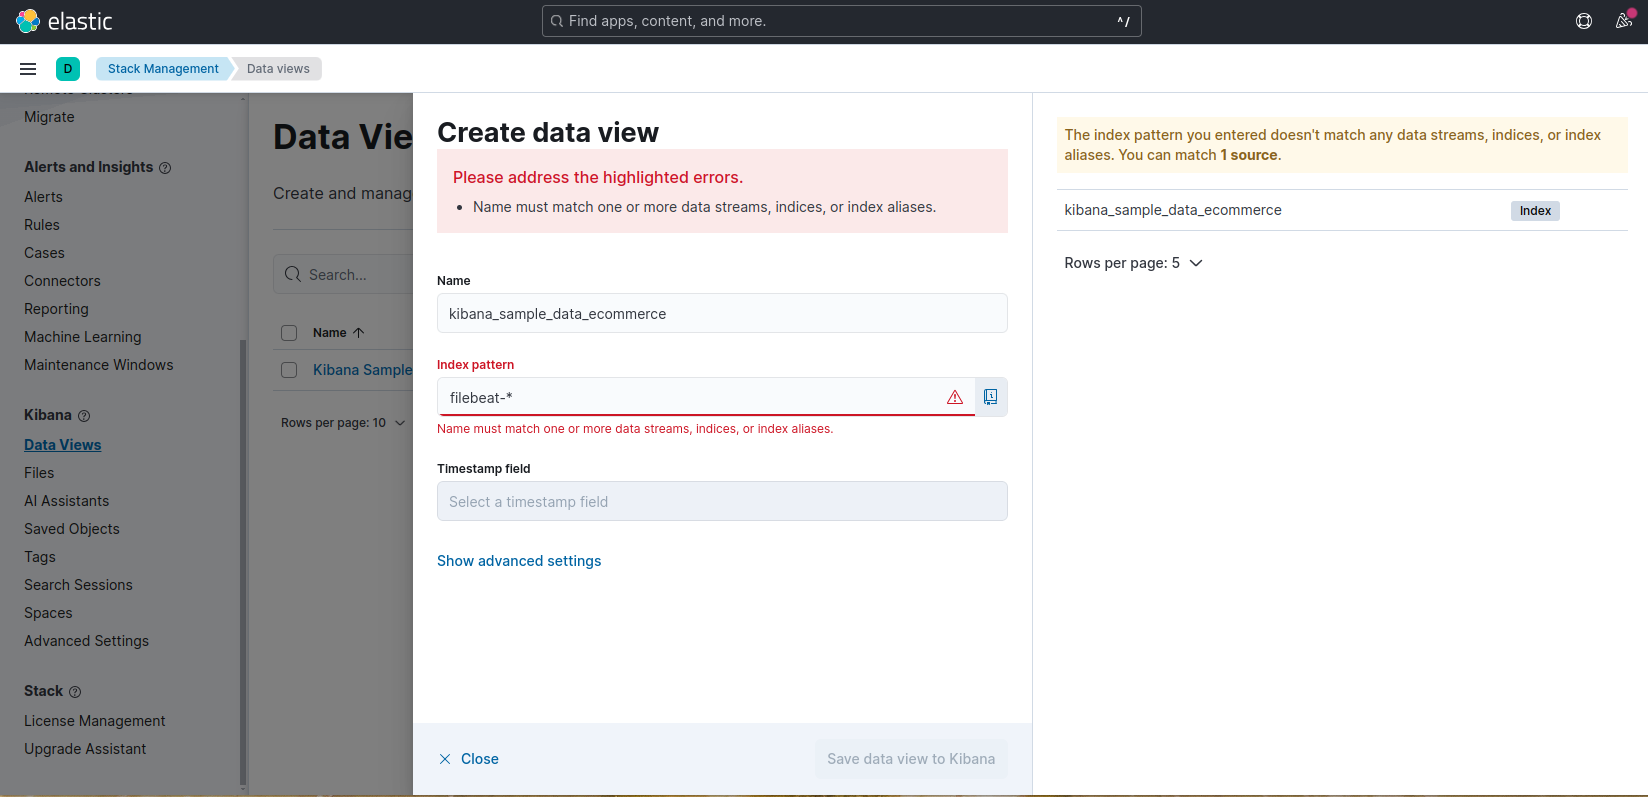 elastic
Find apps, content, and more.
^/
D
Stack Management
Data views
Remote Clusters
Migrate
Alerts and Insights
Alerts
Rules
Cases
Connectors
Reporting
Machine Learning
Maintenance Windows
Kibana
Data Views
Files
AI Assistants
Saved Objects
Tags
Search Sessions
Spaces
Advanced Settings
Stack
License Management
Upgrade Assistant
Data Vie
Create and manag
Search...
Name
Kibana Sample
Rows per page: 10
Create data view
Please address the highlighted errors.
• Name must match one or more data streams, indices, or index aliases.
Name
kibana_sample_data_ecommerce
Index pattern
filebeat-*
Name must match one or more data streams, indices, or index aliases.
Timestamp field
Select a timestamp field
Show advanced settings
Close
Save data view to Kibana
The index pattern you entered doesn't match any data streams, indices, or index
aliases. You can match 1 source.
kibana_sample_data_ecommerce
Index
Rows per page: 5